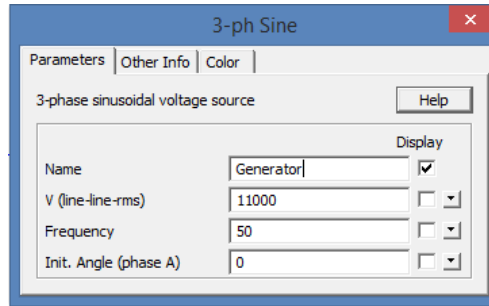 3-ph Sine
Parameters Other Info Color
3-phase sinusoidal voltage source Help
Display
Name Generator
V (line-line-rms) 11000
Frequency 50
Init. Angle (phase A) 0